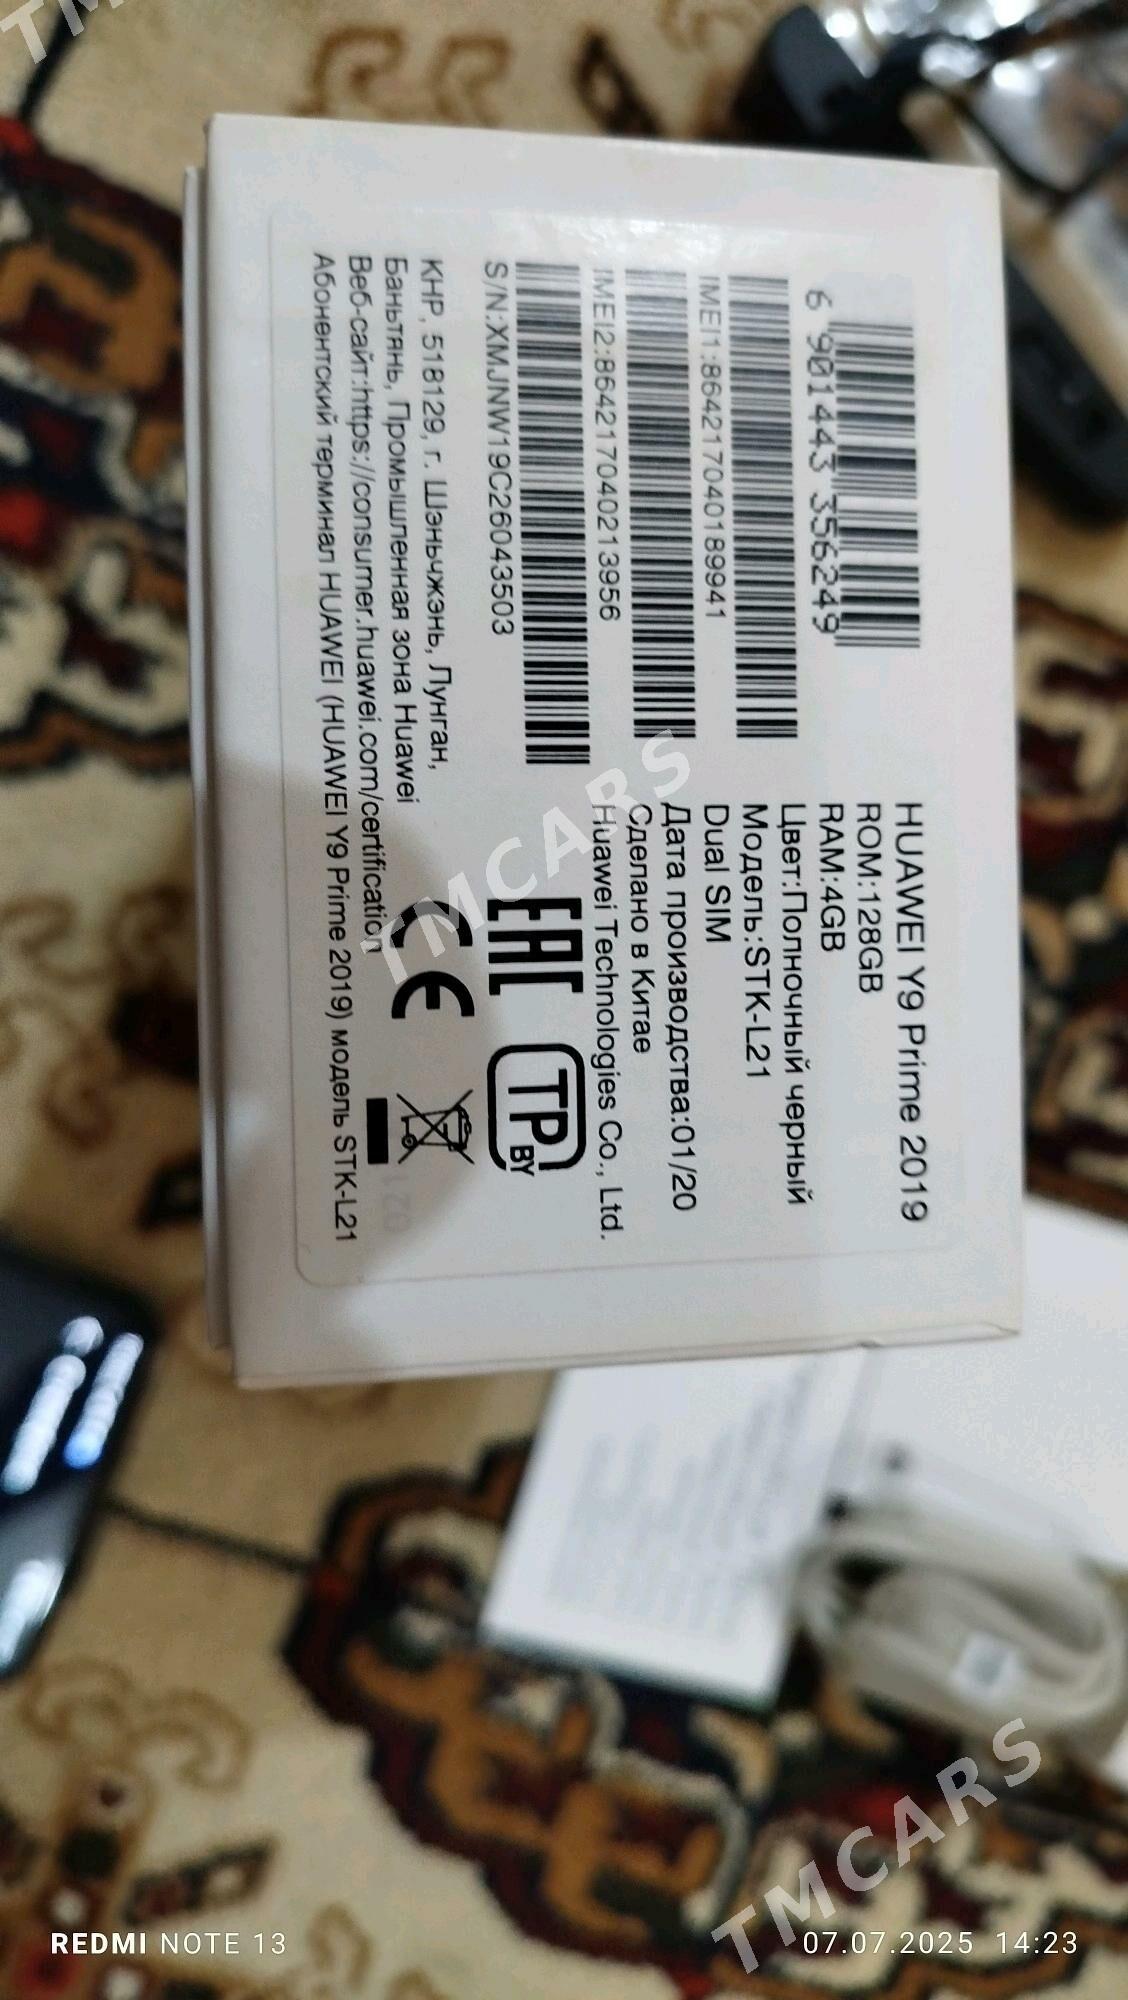 HUAWEI Y9 Prime 2019
ROM:128GB
RAM:4GB
Цвет:Полночный черный
Модель:STK-L21
Dual SIM
Дата производства:01/20
Сделано в Китае
Huawei Technologies Co., Ltd.
6 901443 356249
IMEI1:864217040189941
IMEI2:864217040213956
S/N:XMJNW19C26043503
EAC
TP BY
CE
КНР, 518129, г. Шэньчжэнь, Лунган,
Баньтянь, Промышленная зона Huawei
Веб-сайт:https://consumer.huawei.com/certification
Абонентский терминал HUAWEI (HUAWEI Y9 Prime 2019) модель STK-L21
TMCARS
TMCARS
REDMI NOTE 13
07.07.2025 14:23